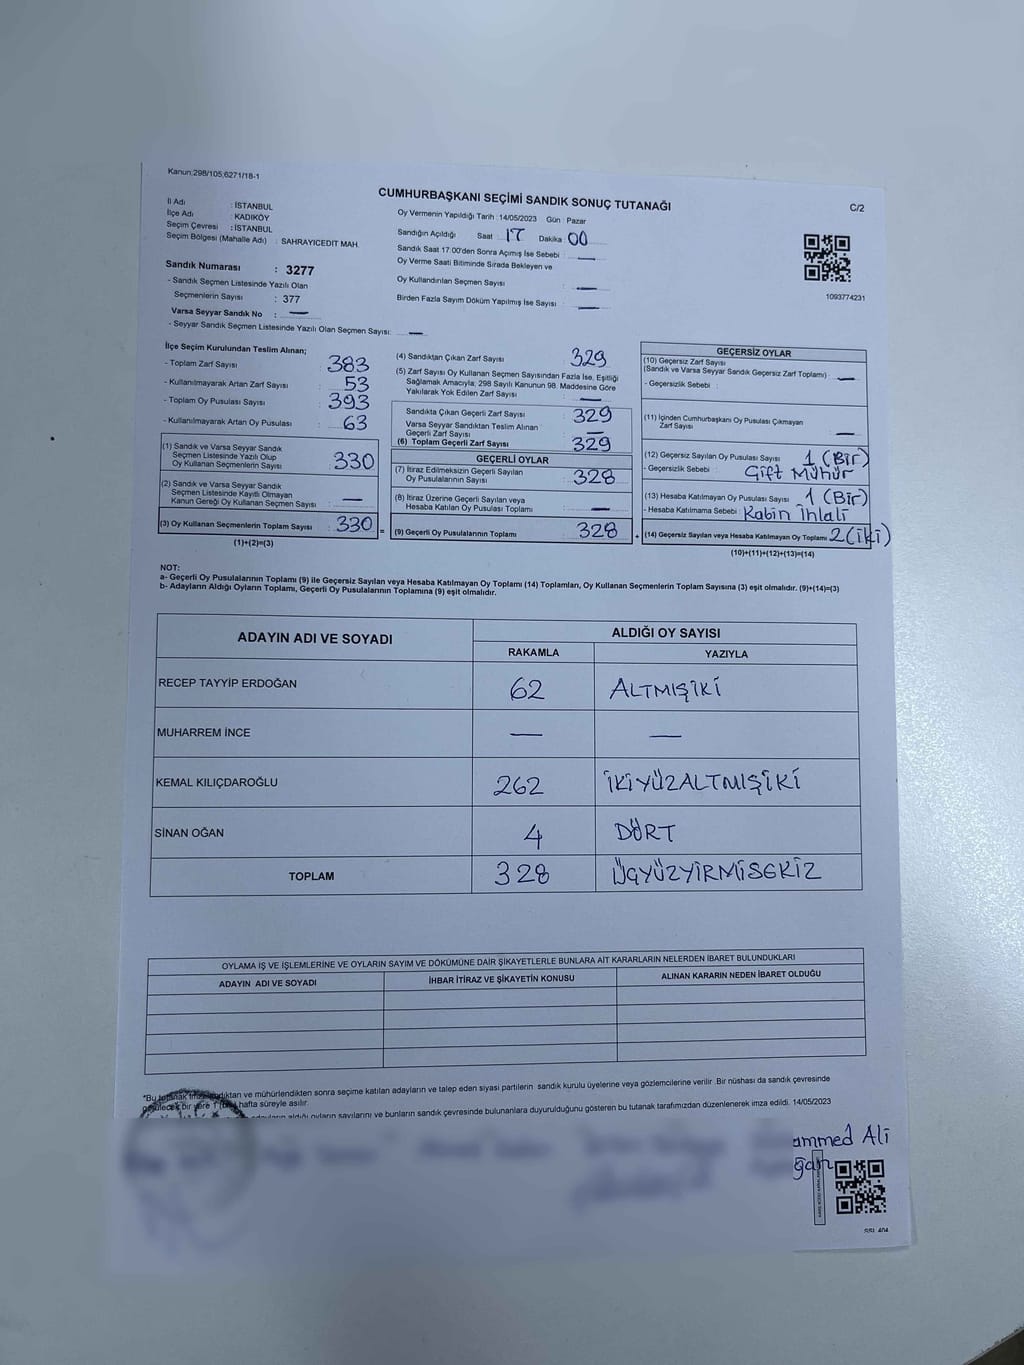 Kanun;298/105;6271/18-1
CUMHURBAŞKANI SEÇİMİ SANDIK SONUÇ TUTANAĞI
C/2
İl Adı : İSTANBUL
İlçe Adı : KADIKÖY
Seçim Çevresi : İSTANBUL
Seçim Bölgesi (Mahalle Adı) : SAHRAYICEDIT MAH.
Oy Vermenin Yapıldığı Tarih : 14/05/2023 Gün : Pazar
Sandığın Açıldığı Saat : 17 Dakika : 00
Sandık Saat 17:00'den Sonra Açımış İse Sebebi : —
Oy Verme Saati Bitiminde Sırada Bekleyen ve
Oy Kullandırılan Seçmen Sayısı : —
Birden Fazla Sayım Döküm Yapılmış İse Sayısı : —
1093774231
Sandık Numarası : 3277
- Sandık Seçmen Listesinde Yazılı Olan
Seçmenlerin Sayısı : 377
Varsa Seyyar Sandık No : —
- Seyyar Sandık Seçmen Listesinde Yazılı Olan Seçmen Sayısı: —
İlçe Seçim Kurulundan Teslim Alınan;
- Toplam Zarf Sayısı : 383
- Kullanılmayarak Artan Zarf Sayısı : 53
- Toplam Oy Pusulası Sayısı : 393
- Kullanılmayarak Artan Oy Pusulası : 63
(1) Sandık ve Varsa Seyyar Sandık
Seçmen Listesinde Yazılı Olup
Oy Kullanan Seçmenlerin Sayısı : 330
(2) Sandık ve Varsa Seyyar Sandık
Seçmen Listesinde Kayıtlı Olmayan
Kanun Gereği Oy Kullanan Seçmen Sayısı : —
(3) Oy Kullanan Seçmenlerin Toplam Sayısı : 330 =
(1)+(2)=(3)
(4) Sandıktan Çıkan Zarf Sayısı : 329
(5) Zarf Sayısı Oy Kullanan Seçmen Sayısından Fazla İse, Eşitliği
Sağlamak Amacıyla; 298 Sayılı Kanunun 98. Maddesine Göre
Yakılarak Yok Edilen Zarf Sayısı : —
Sandıkta Çıkan Geçerli Zarf Sayısı : 329
Varsa Seyyar Sandıktan Teslim Alınan
Geçerli Zarf Sayısı : —
(6) Toplam Geçerli Zarf Sayısı : 329
GEÇERLİ OYLAR
(7) İtiraz Edilmeksizin Geçerli Sayılan
Oy Pusulalarının Sayısı : 328
(8) İtiraz Üzerine Geçerli Sayılan veya
Hesaba Katılan Oy Pusulası Toplamı : —
(9) Geçerli Oy Pusulalarının Toplamı : 328 +
GEÇERSİZ OYLAR
(10) Geçersiz Zarf Sayısı
(Sandık ve Varsa Seyyar Sandık Geçersiz Zarf Toplamı) : —
- Geçersizlik Sebebi :
(11) İçinden Cumhurbaşkanı Oy Pusulası Çıkmayan
Zarf Sayısı : —
(12) Geçersiz Sayılan Oy Pusulası Sayısı : 1 (Bir)
- Geçersizlik Sebebi : Çift Mühür
(13) Hesaba Katılmayan Oy Pusulası Sayısı : 1 (Bir)
- Hesaba Katılmama Sebebi : Kabin İhlali
(14) Geçersiz Sayılan veya Hesaba Katılmayan Oy Toplamı : 2 (iki)
(10)+(11)+(12)+(13)=(14)
NOT:
a- Geçerli Oy Pusulalarının Toplamı (9) ile Geçersiz Sayılan veya Hesaba Katılmayan Oy Toplamı (14) Toplamları, Oy Kullanan Seçmenlerin Toplam Sayısına (3) eşit olmalıdır. (9)+(14)=(3)
b- Adayların Aldığı Oyların Toplamı, Geçerli Oy Pusulalarının Toplamına (9) eşit olmalıdır.
ADAYIN ADI VE SOYADI ALDIĞI OY SAYISI
RAKAMLA YAZIYLA
RECEP TAYYİP ERDOĞAN 62 ALTMIŞİKİ
MUHARREM İNCE — —
KEMAL KILIÇDAROĞLU 262 İKİYÜZALTMIŞİKİ
SİNAN OĞAN 4 DÖRT
TOPLAM 328 ÜÇYÜZYİRMİSEKİZ
OYLAMA İŞ VE İŞLEMLERİNE VE OYLARIN SAYIM VE DÖKÜMÜNE DAİR ŞİKAYETLERLE BUNLARA AİT KARARLARIN NELERDEN İBARET BULUNDUKLARI
ADAYIN ADI VE SOYADI İHBAR İTİRAZ VE ŞİKAYETİN KONUSU ALINAN KARARIN NEDEN İBARET OLDUĞU
*Bu tutanak imzalandıktan ve mühürlendikten sonra seçime katılan adayların ve talep eden siyasi partilerin sandık kurulu üyelerine veya gözlemcilerine verilir .Bir nüshası da sandık çevresinde
görülecek bir yere 1 (bir) hafta süreyle asılır.
aldığı oyların sayılarını ve bunların sandık çevresinde bulunanlara duyurulduğunu gösteren bu tutanak tarafımızdan düzenlenerek imza edildi. 14/05/2023
ammed Ali
ğan
SSI 404